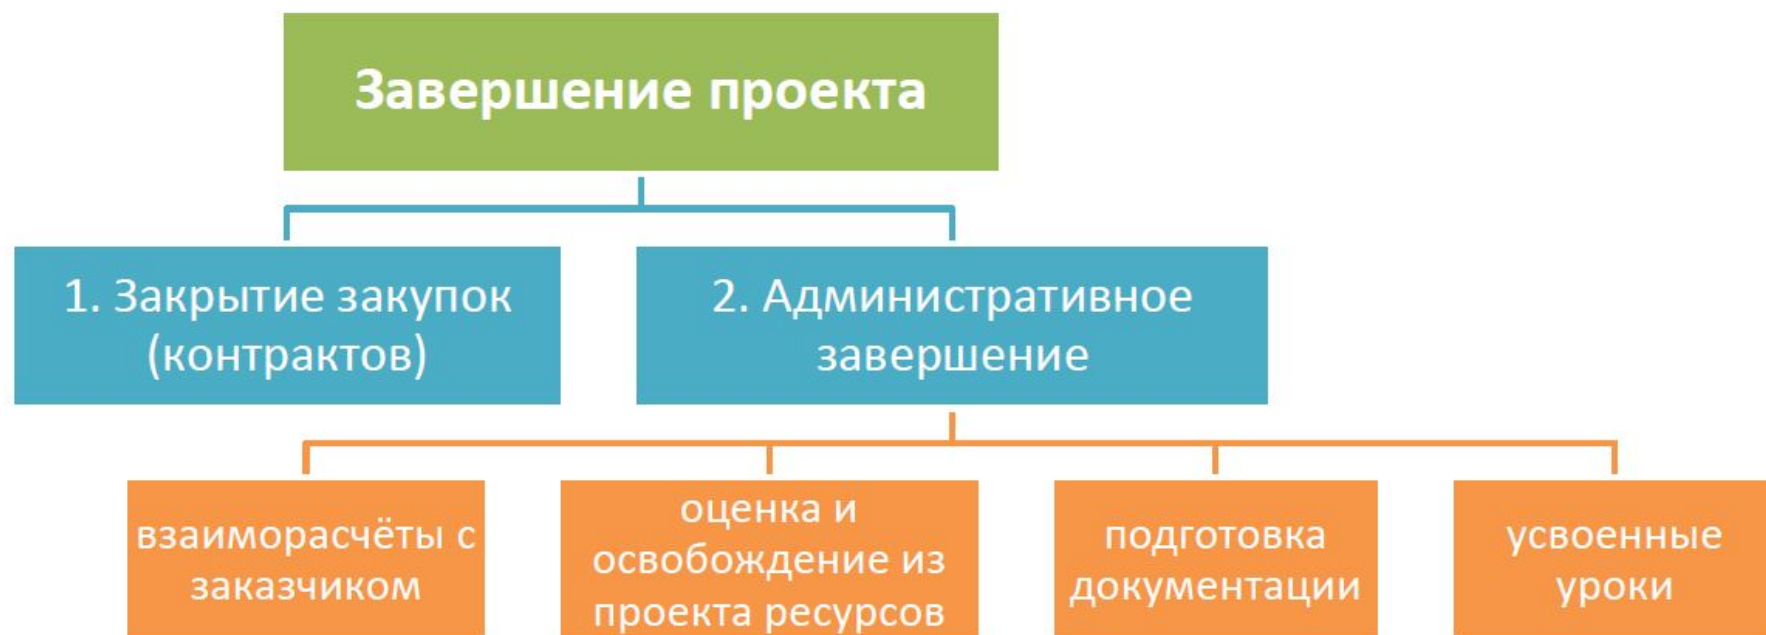 Завершение проекта
1. Закрытие закупок
(контрактов)
2. Административное
завершение
взаиморасчёты с
заказчиком
оценка и
освобождение из
проекта ресурсов
подготовка
документации
усвоенные
уроки